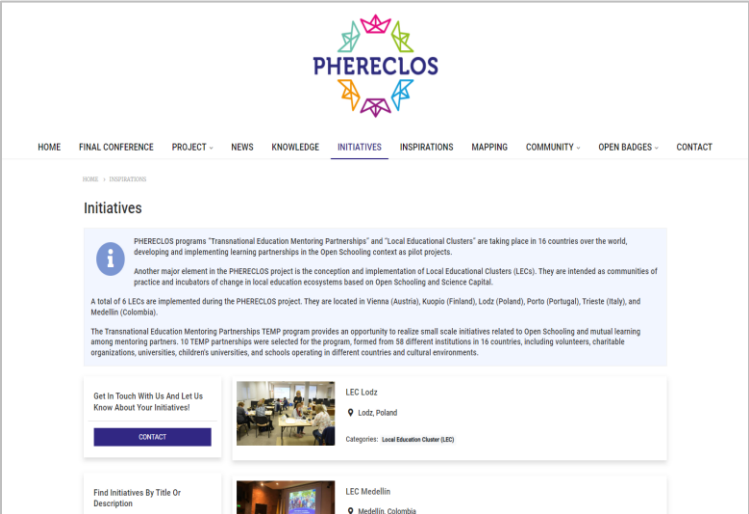 PHERECLOS
HOME FINAL CONFERENCE PROJECT NEWS KNOWLEDGE INITIATIVES INSPIRATIONS MAPPING COMMUNITY OPEN BADGES CONTACT
HOME > INSPIRATIONS
Initiatives
PHERECLOS programs "Transnational Education Mentoring Partnerships" and "Local Educational Clusters" are taking place in 16 countries over the world,
developing and implementing learning partnerships in the Open Schooling context as pilot projects.
Another major element in the PHERECLOS project is the conception and implementation of Local Educational Clusters (LECs). They are intended as communities of
practice and incubators of change in local education ecosystems based on Open Schooling and Science Capital.
A total of 6 LECs are implemented during the PHERECLOS project. They are located in Vienna (Austria), Kuopio (Finland), Lodz (Poland), Porto (Portugal), Trieste (Italy), and
Medellin (Colombia).
The Transnational Education Mentoring Partnerships TEMP program provides an opportunity to realize small scale initiatives related to Open Schooling and mutual learning
among mentoring partners. 10 TEMP partnerships were selected for the program, formed from 58 different institutions in 16 countries, including volunteers, charitable
organizations, universities, children's universities, and schools operating in different countries and cultural environments.
Get In Touch With Us And Let Us
Know About Your Initiatives!
CONTACT
LEC Lodz
Lodz, Poland
Categories: Local Education Cluster (LEC)
Find Initiatives By Title Or
Description
LEC Medellin
Medellin, Colombia